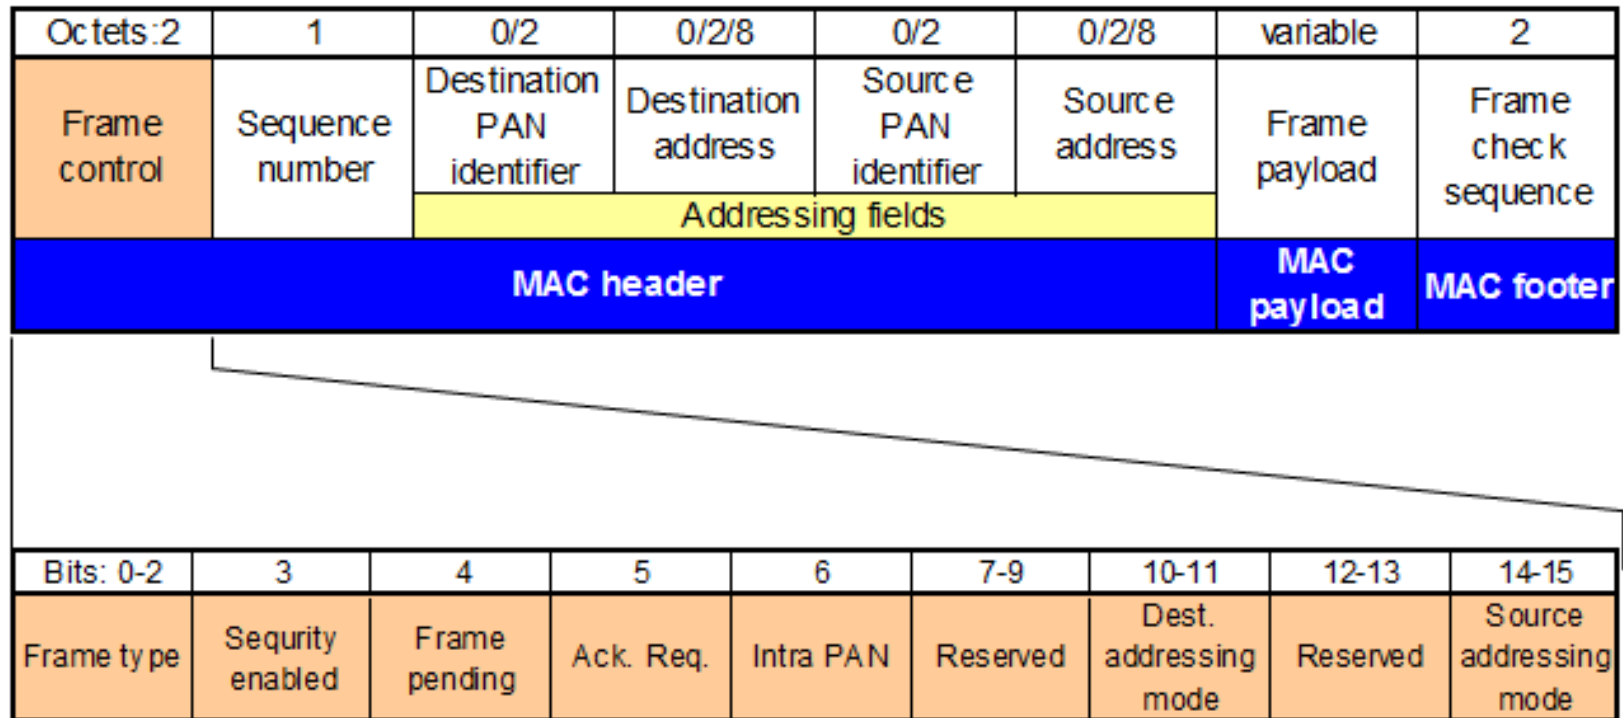 Octets:2 1 0/2 0/2/8 0/2 0/2/8 variable 2
Frame control
Sequence number
Destination PAN identifier
Destination address
Source PAN identifier
Source address
Frame payload
Frame check sequence
Addressing fields
MAC header
MAC payload
MAC footer
Bits: 0-2 3 4 5 6 7-9 10-11 12-13 14-15
Frame type
Sequrity enabled
Frame pending
Ack. Req.
Intra PAN
Reserved
Dest. addressing mode
Reserved
Source addressing mode